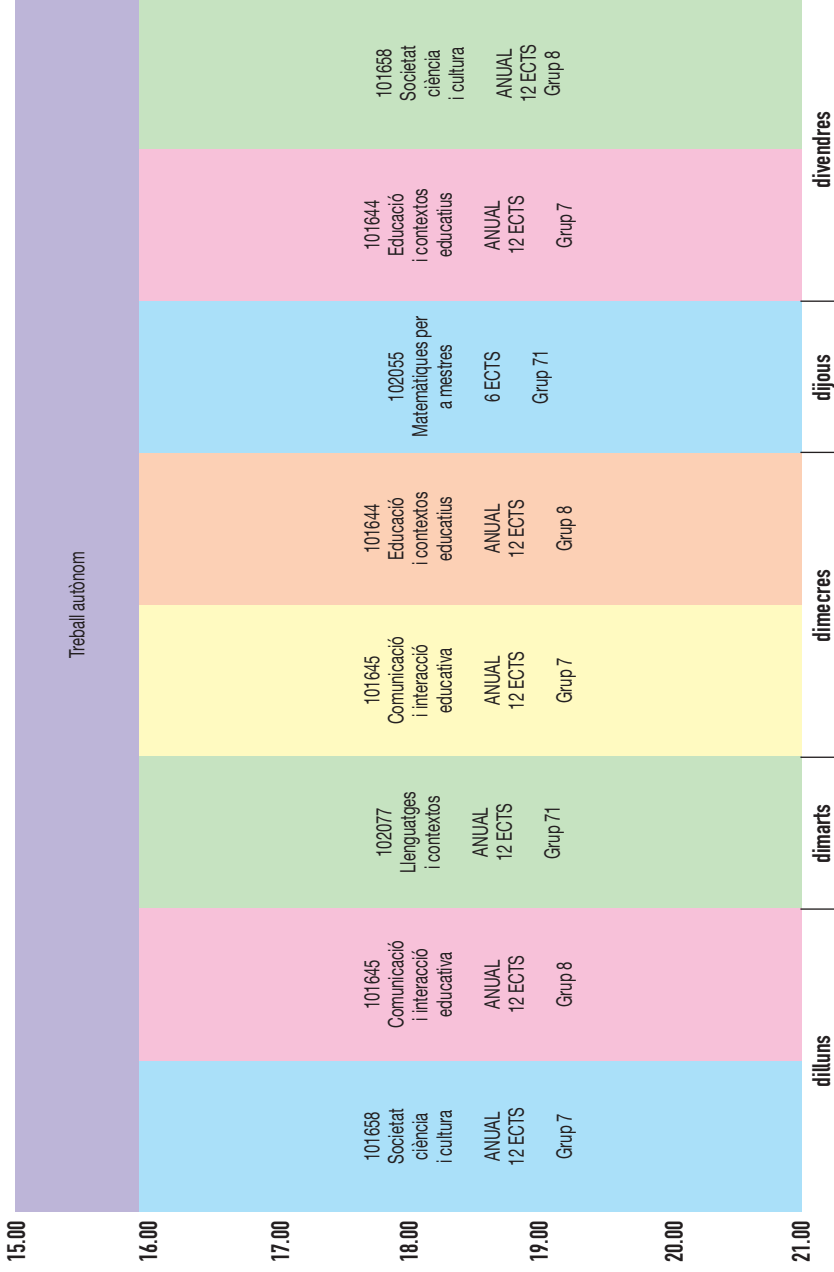 15.00
16.00
17.00
18.00
19.00
20.00
21.00
Treball autònom
dilluns
101658
Societat
ciència
i cultura
ANUAL
12 ECTS
Grup 7
101645
Comunicació
i interacció
educativa
ANUAL
12 ECTS
Grup 8
dimarts
102077
Llenguatges
i contextos
ANUAL
12 ECTS
Grup 71
dimecres
101645
Comunicació
i interacció
educativa
ANUAL
12 ECTS
Grup 7
101644
Educació
i contextos
educatius
ANUAL
12 ECTS
Grup 8
dijous
102055
Matemàtiques per
a mestres
6 ECTS
Grup 71
divendres
101644
Educació
i contextos
educatius
ANUAL
12 ECTS
Grup 7
101658
Societat
ciència
i cultura
ANUAL
12 ECTS
Grup 8